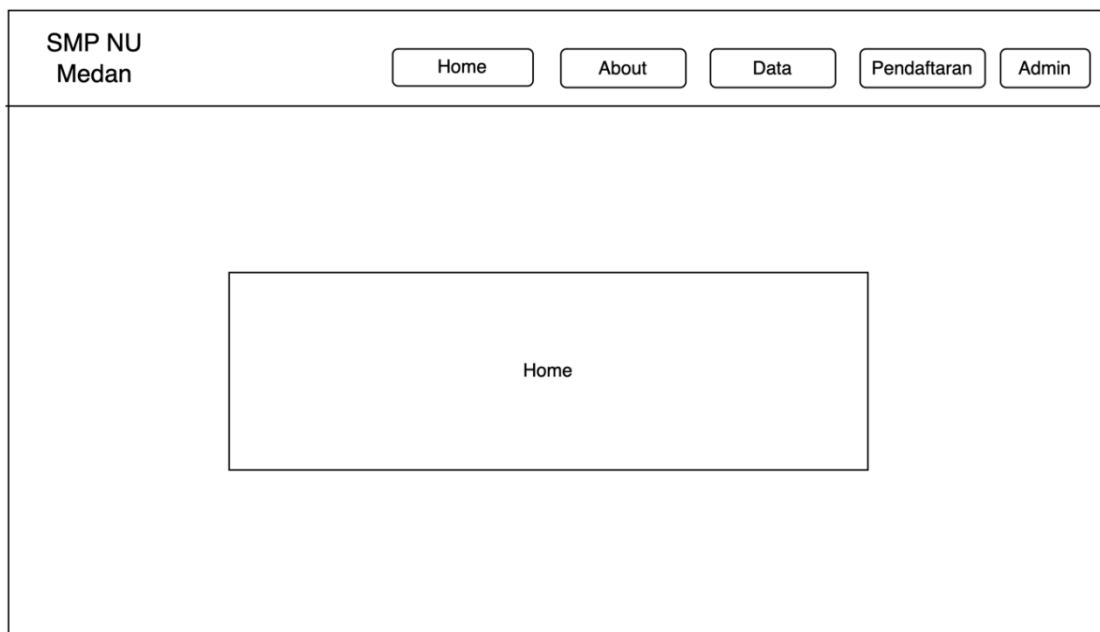 SMP NU
Medan
Home
About
Data
Pendaftaran
Admin
Home